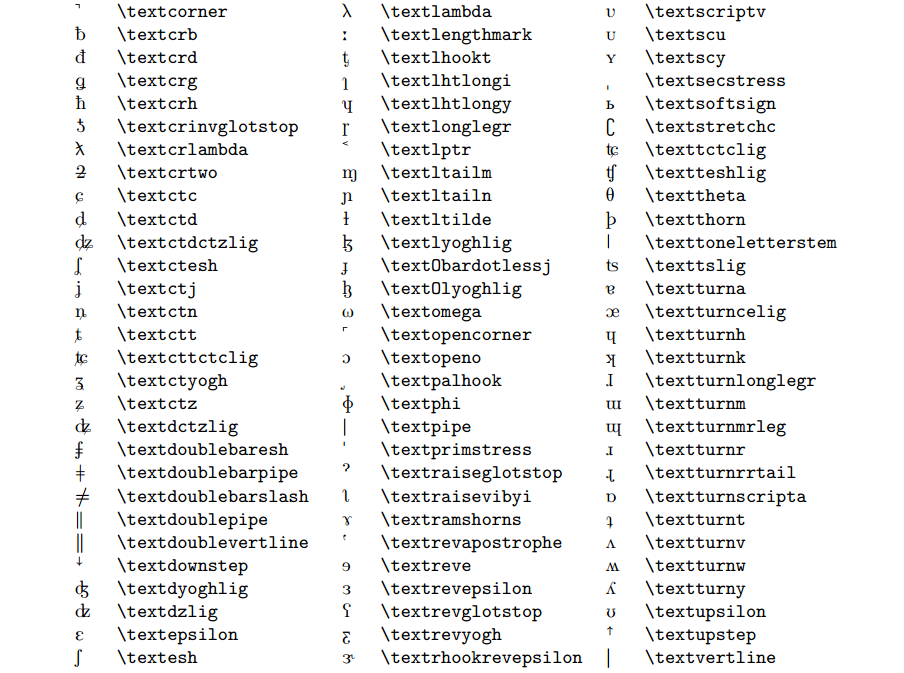 ˺ \textcorner λ \textlambda ʋ \textscriptv
ƀ \textcrb ː \textlengthmark ᴜ \textscu
đ \textcrd \textlhookt ʏ \textscy
ǥ \textcrg \textlhtlongi ˌ \textsecstress
ħ \textcrh \textlhtlongy ь \textsoftsign
\textcrinvglotstop ɼ \textlonglegr ʗ \textstretchc
ƛ \textcrlambda ˂ \textlptr \texttctclig
ƻ \textcrtwo ɱ \textltailm ʧ \textteshlig
ɕ \textctc ɲ \textltailn θ \texttheta
ȡ \textctd ɫ \textltilde þ \textthorn
\textctdctzlig ɮ \textlyoghlig | \texttoneletterstem
ʆ \textctesh ɟ \textObardotlessj ʦ \texttslig
ʝ \textctj ɮ \textOlyoghlig ɐ \textturna
ȵ \textctn ω \textomega ᴂ \textturncelig
ȶ \textctt ⌜ \textopencorner ɥ \textturnh
\textcttctclig ɔ \textopeno ʞ \textturnk
ʓ \textctyogh \textpalhook ɺ \textturnlonglegr
ʑ \textctz ɸ \textphi ɯ \textturnm
ʥ \textdctzlig | \textpipe ɰ \textturnmrleg
\textdoublebaresh ˈ \textprimstress ɹ \textturnr
ǂ \textdoublebarpipe ˀ \textraiseglotstop ɻ \textturnrrtail
≠ \textdoublebarslash \textraisevibyi ɒ \textturnscripta
‖ \textdoublepipe ɤ \textramshorns ʇ \textturnt
‖ \textdoublevertline ʽ \textrevapostrophe ʌ \textturnv
ꜜ \textdownstep ɘ \textreve ʍ \textturnw
ʤ \textdyoghlig ɜ \textrevepsilon ʎ \textturny
ʣ \textdzlig ʕ \textrevglotstop ʊ \textupsilon
ɛ \textepsilon ƹ \textrevyogh ꜛ \textupstep
ʃ \textesh ɝ \textrhookrevepsilon | \textvertline